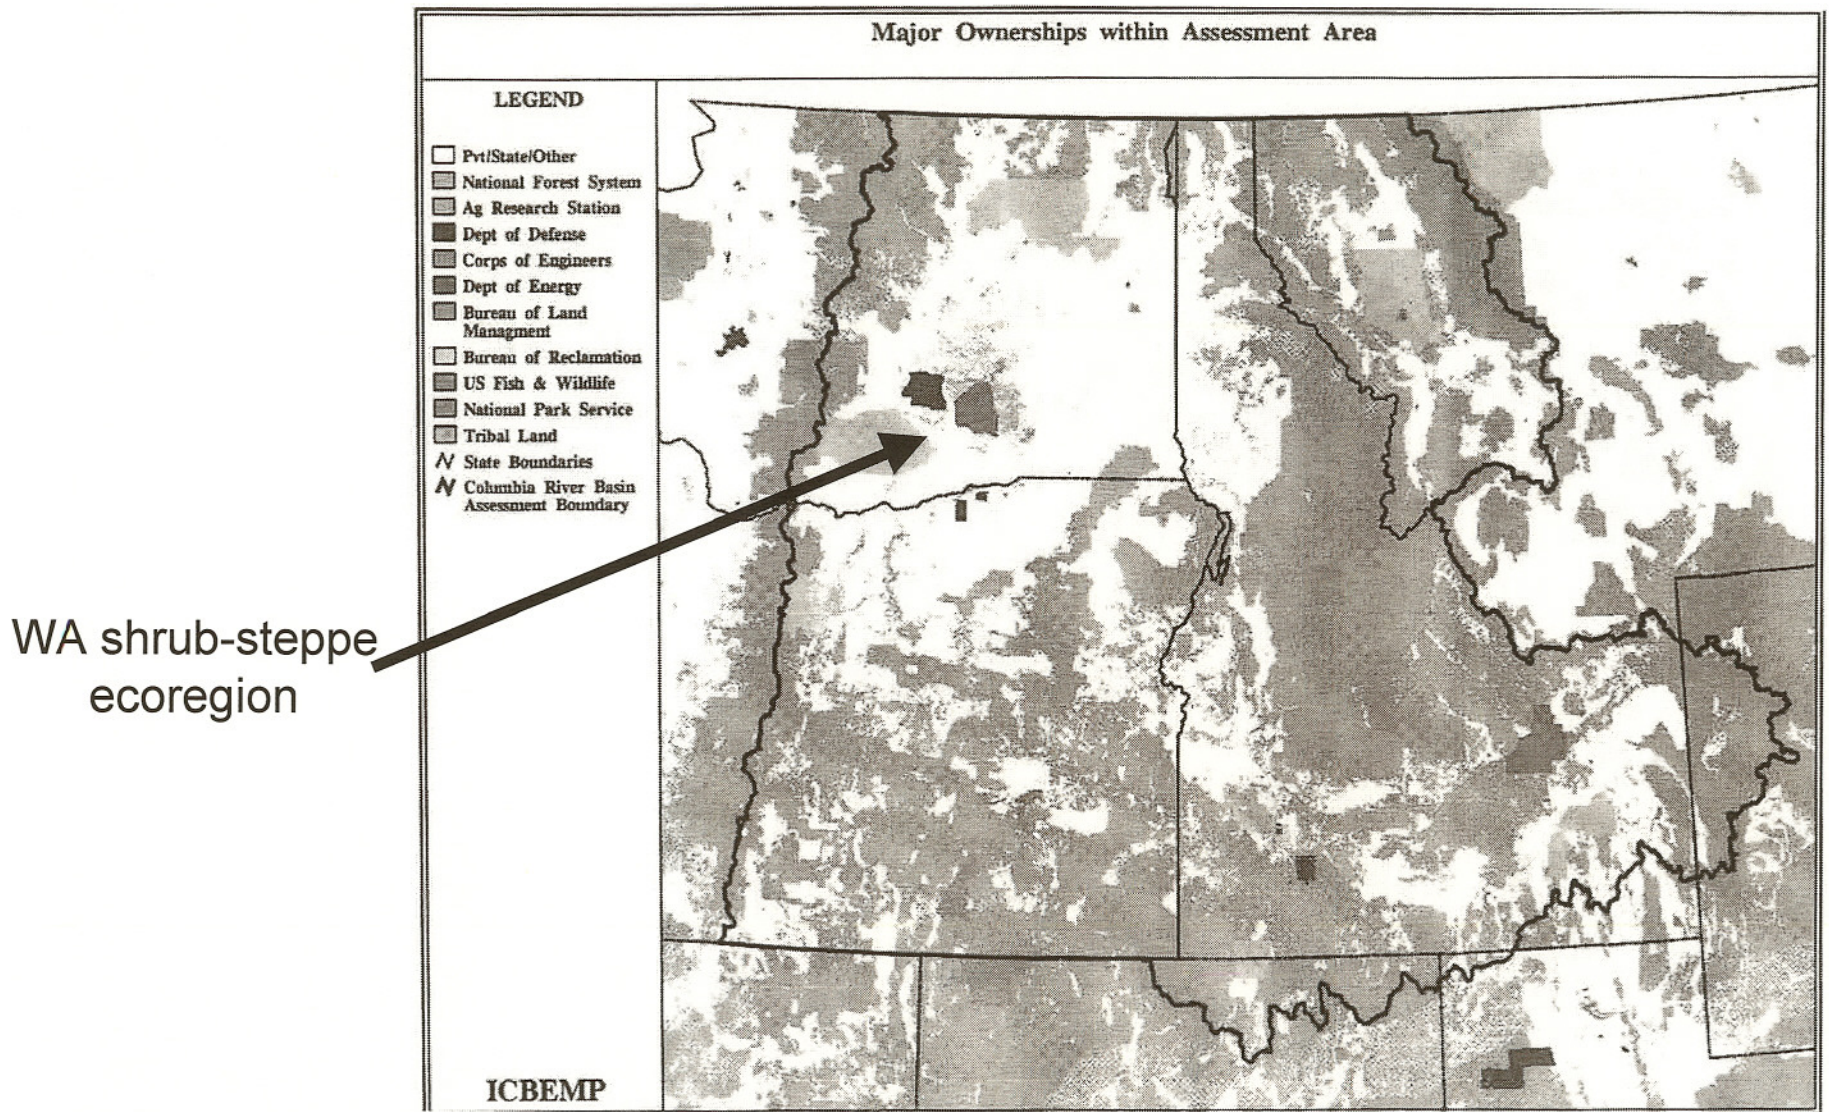 Major Ownerships within Assessment Area
LEGEND
Pvt/State/Other
National Forest System
Ag Research Station
Dept of Defense
Corps of Engineers
Dept of Energy
Bureau of Land
Managment
Bureau of Reclamation
US Fish & Wildlife
National Park Service
Tribal Land
State Boundaries
Columbia River Basin
Assessment Boundary
WA shrub-steppe
ecoregion
ICBEMP